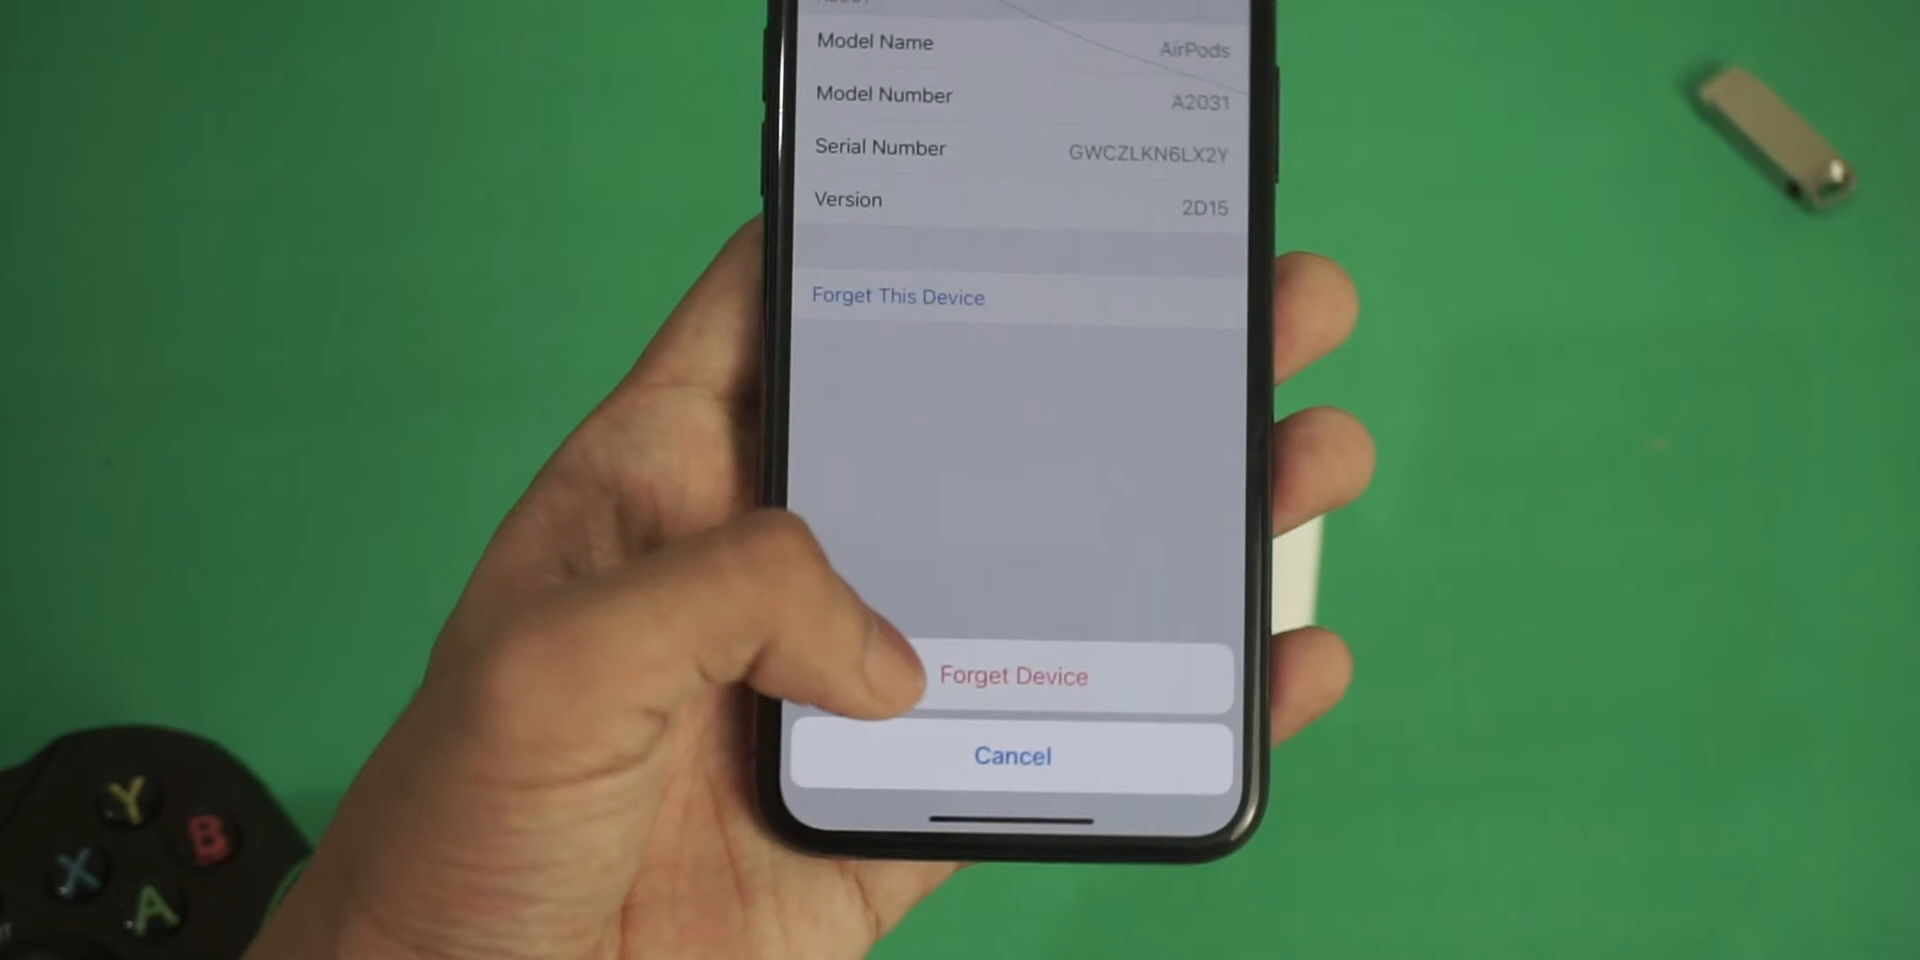 Model Name AirPods
Model Number A2031
Serial Number GWCZLKN6LX2Y
Version 2D15
Forget This Device
Forget Device
Cancel
Y
B
X
A